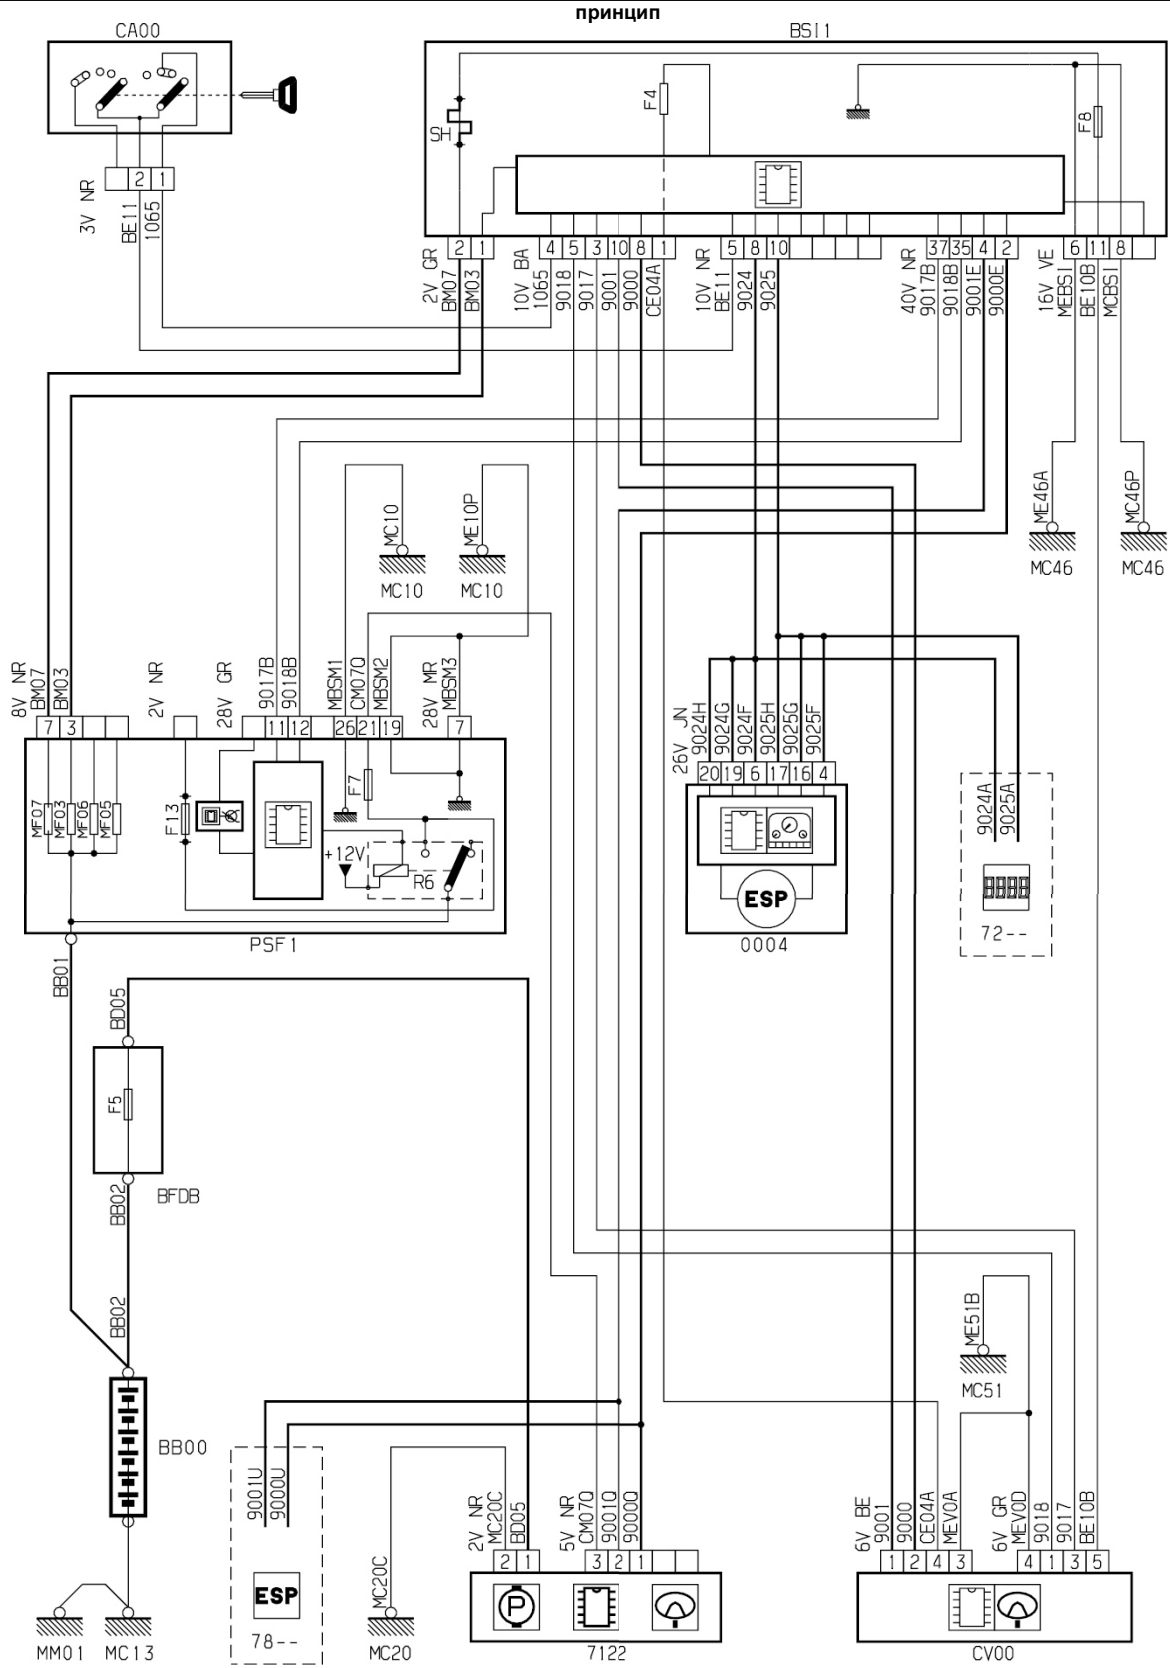 принцип
CA00
BSI1
SH
F4
F8
3V NR
2
1
BE11
1065
2V GR
2
1
BM07
BM03
10V BA
4
5
3
10
8
1
1065
9018
9017
9001
9000
CE04A
10V NR
5
8
10
BE11
9024
9025
40V NR
37
35
4
2
9017B
9018B
9001E
9000E
16V VE
6
11
8
MEBSI
BE10B
MCBSI
MC10
MC10
ME10P
MC10
ME46A
MC46
MC46P
MC46
8V NR
BM07
BM03
7
3
2V NR
28V GR
9017B
9018B
11
12
MBSM1
CM07Q
MBSM2
26
21
19
28V MR
MBSM3
7
MF07
MF03
MF06
MF05
F13
F7
+12V
R6
PSF1
26V JN
9024H
9024G
9024F
9025H
9025G
9025F
20
19
6
17
16
4
ESP
0004
9024A
9025A
72--
BB01
BD05
F5
BFDB
BB02
BB02
BB00
MM01
MC13
9001U
9000U
ESP
78--
MC20C
MC20
2V NR
MC20C
BD05
2
1
5V NR
CM07Q
9001Q
9000Q
3
2
1
P
7122
ME51B
MC51
6V BE
9001
9000
CE04A
MEV0A
1
2
4
3
6V GR
MEV0D
9018
9017
BE10B
4
1
3
5
CV00